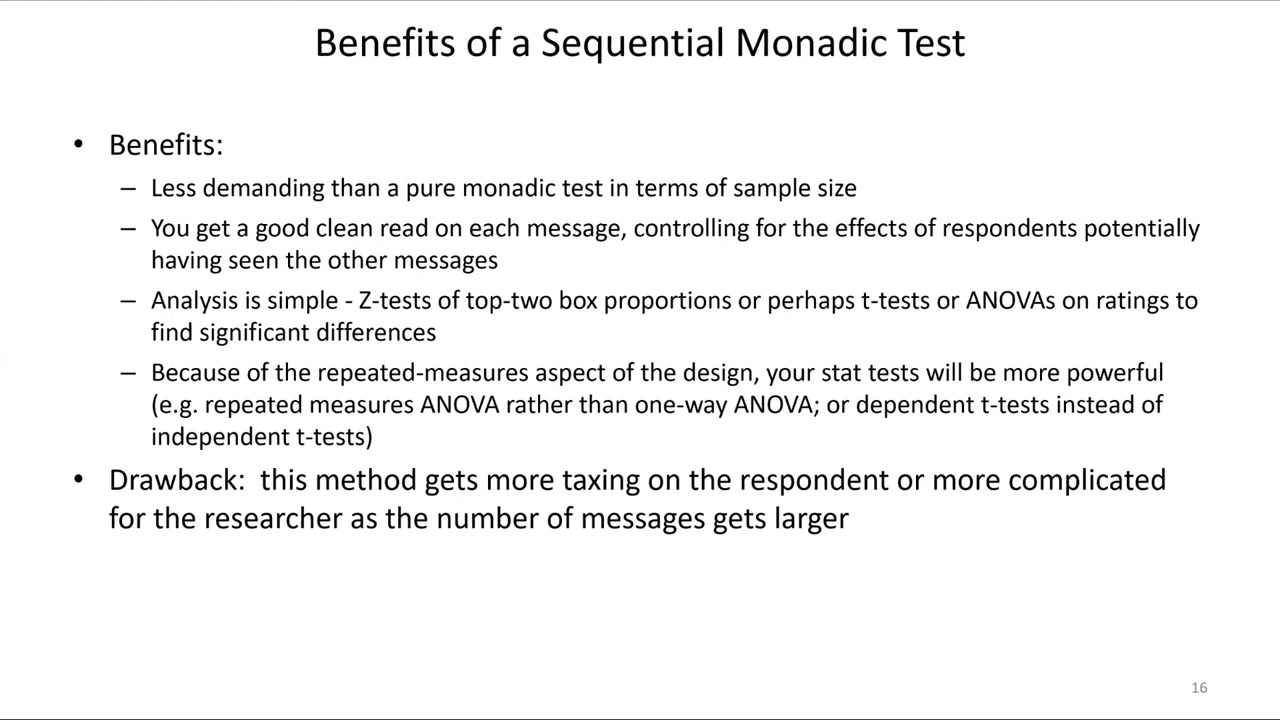 Benefits of a Sequential Monadic Test
• Benefits:
– Less demanding than a pure monadic test in terms of sample size
– You get a good clean read on each message, controlling for the effects of respondents potentially
having seen the other messages
– Analysis is simple - Z-tests of top-two box proportions or perhaps t-tests or ANOVAs on ratings to
find significant differences
– Because of the repeated-measures aspect of the design, your stat tests will be more powerful
(e.g. repeated measures ANOVA rather than one-way ANOVA; or dependent t-tests instead of
independent t-tests)
• Drawback:  this method gets more taxing on the respondent or more complicated
for the researcher as the number of messages gets larger
16